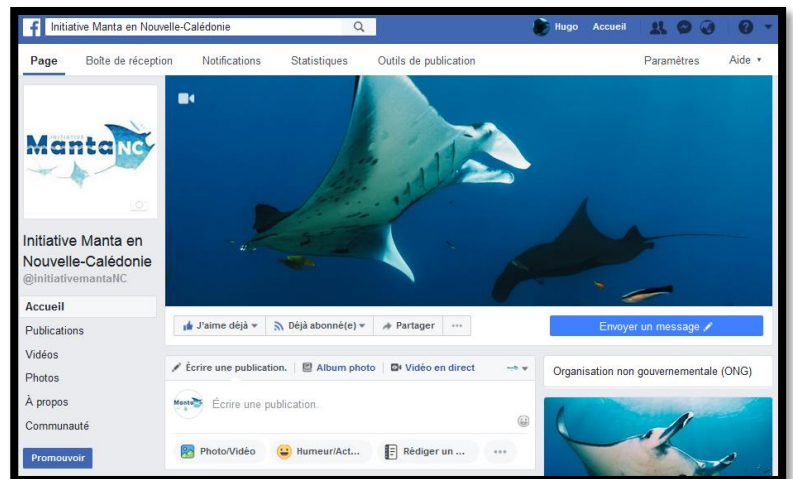 Initiative Manta en Nouvelle-Calédonie
Hugo Accueil
Page Boîte de réception Notifications Statistiques Outils de publication Paramètres Aide
INITIATIVE
Manta NC
Initiative Manta en
Nouvelle-Calédonie
@initiativemantaNC
Accueil
Publications
Vidéos
Photos
À propos
Communauté
Promouvoir
J'aime déjà Déjà abonné(e) Partager ...
Envoyer un message
Écrire une publication. Album photo Vidéo en direct
Manta
Écrire une publication.
Photo/Vidéo Humeur/Act... Rédiger un ... ...
Organisation non gouvernementale (ONG)